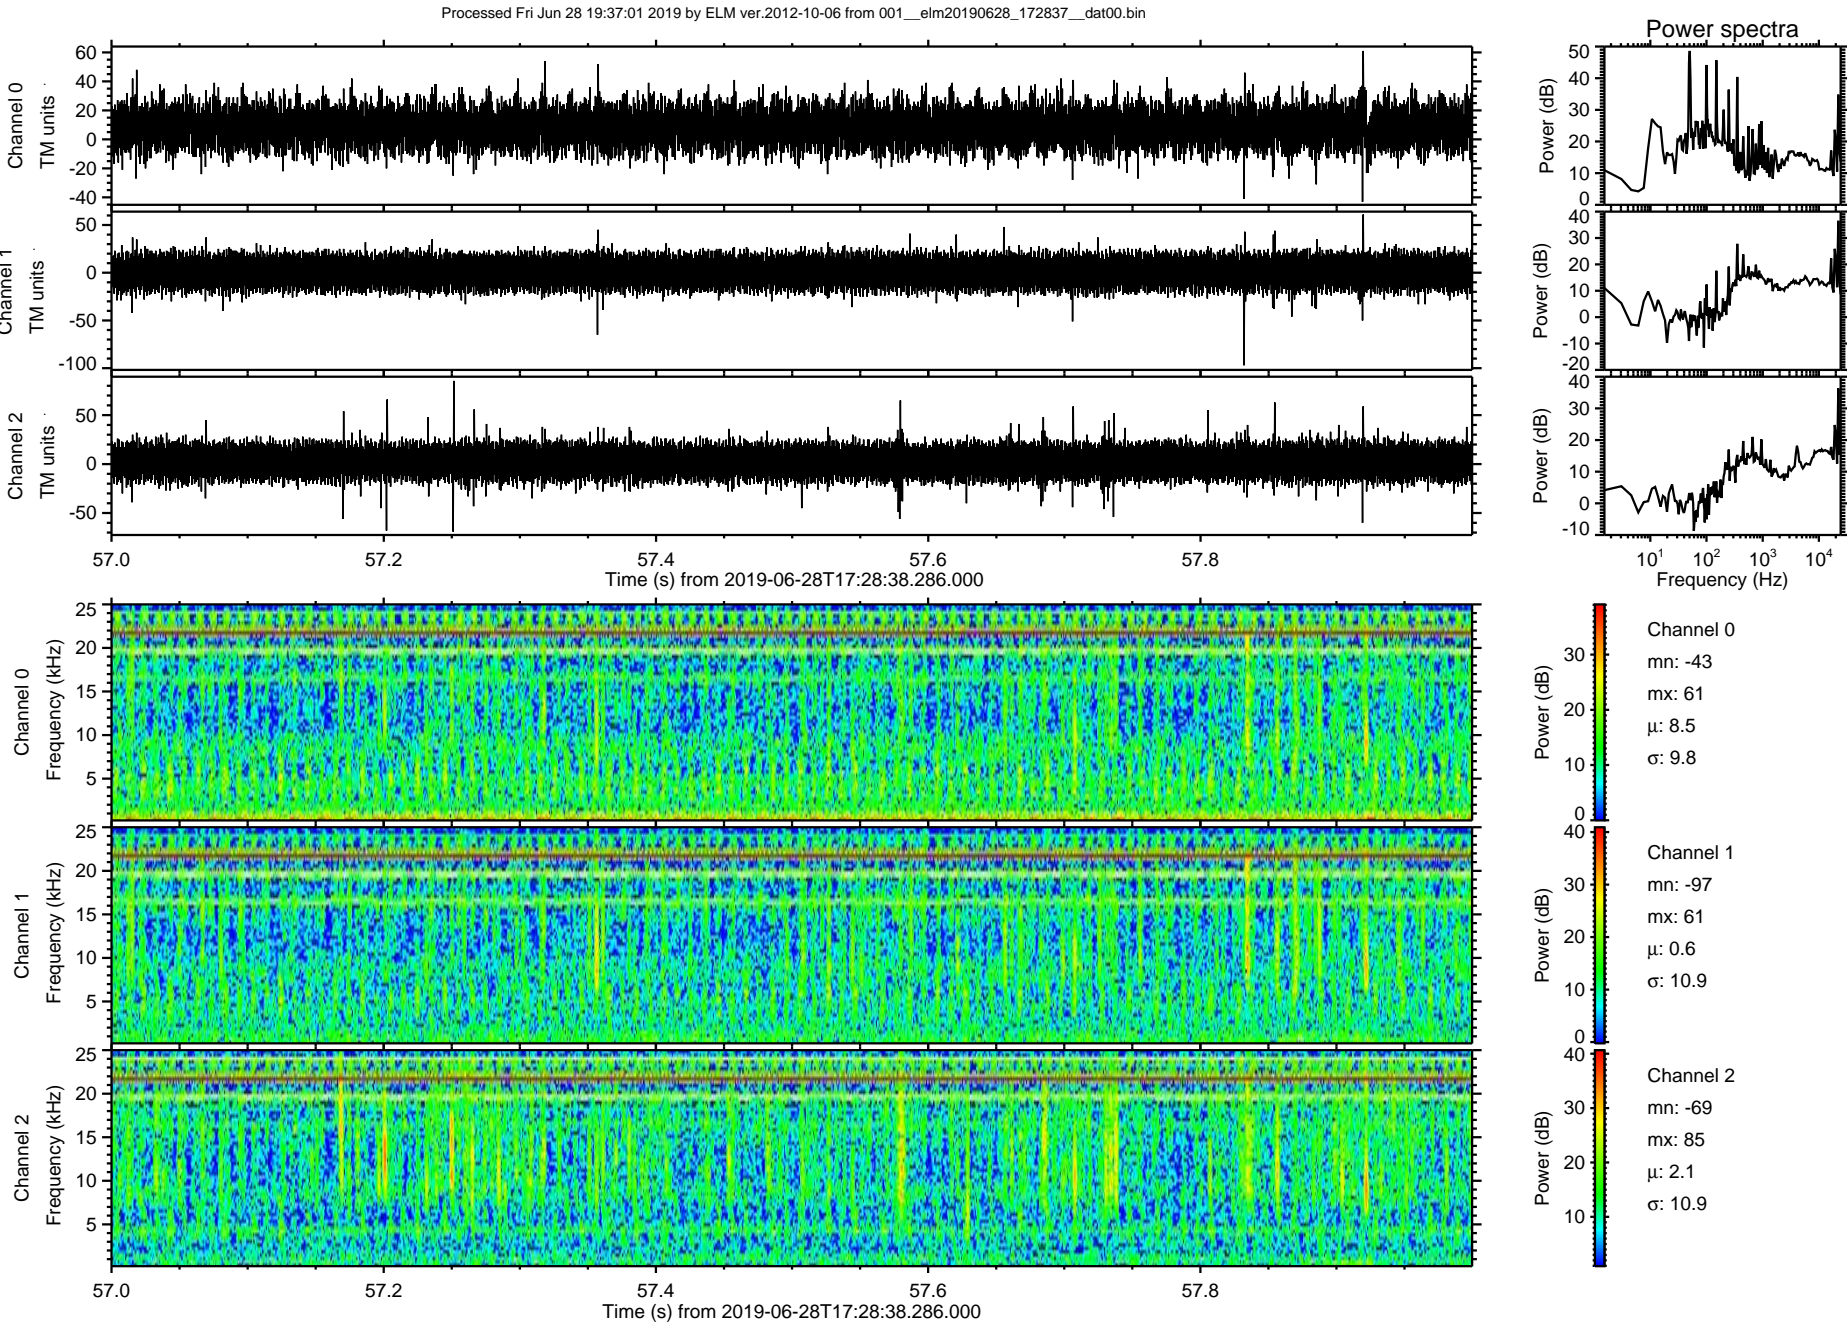 Processed Fri Jun 28 19:37:01 2019 by ELM ver.2012-10-06 from 001__elm20190628_172837__dat00.bin
Power spectra
Channel 0
TM units
60
40
20
0
-20
-40
Power (dB)
50
40
30
20
10
0
Channel 1
TM units
50
0
-50
-100
Power (dB)
40
30
20
10
0
-10
-20
Channel 2
TM units
50
0
-50
Power (dB)
40
30
20
10
0
-10
57.0 57.2 57.4 57.6 57.8
Time (s) from 2019-06-28T17:28:38.286.000
10^1 10^2 10^3 10^4
Frequency (Hz)
Channel 0
Frequency (kHz)
25
20
15
10
5
Power (dB)
30
20
10
0
Channel 0
mn: -43
mx: 61
μ: 8.5
σ: 9.8
Channel 1
Frequency (kHz)
25
20
15
10
5
Power (dB)
40
30
20
10
0
Channel 1
mn: -97
mx: 61
μ: 0.6
σ: 10.9
Channel 2
Frequency (kHz)
25
20
15
10
5
Power (dB)
40
30
20
10
Channel 2
mn: -69
mx: 85
μ: 2.1
σ: 10.9
57.0 57.2 57.4 57.6 57.8
Time (s) from 2019-06-28T17:28:38.286.000